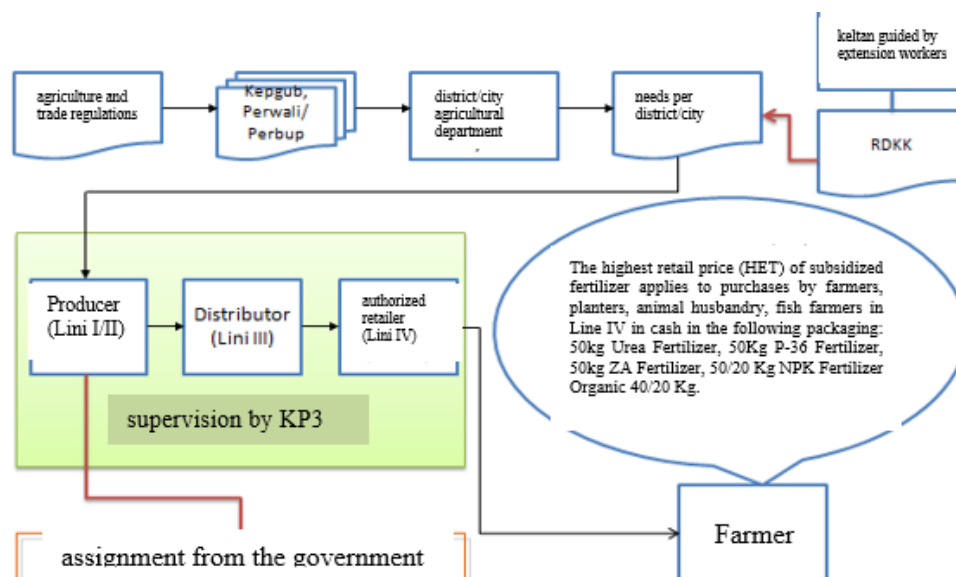 keltan guided by
extension workers
agriculture and
trade regulations
Kepgub,
Perwali/
Perbup
district/city
agricultural
department
needs per
district/city
RDKK
The highest retail price (HET) of subsidized
fertilizer applies to purchases by farmers,
planters, animal husbandry, fish farmers in
Line IV in cash in the following packaging:
50kg Urea Fertilizer, 50Kg P-36 Fertilizer,
50kg ZA Fertilizer, 50/20 Kg NPK Fertilizer
Organic 40/20 Kg.
Producer
(Lini I/II)
Distributor
(Lini III)
authorized
retailer
(Lini IV)
supervision by KP3
Farmer
assignment from the government